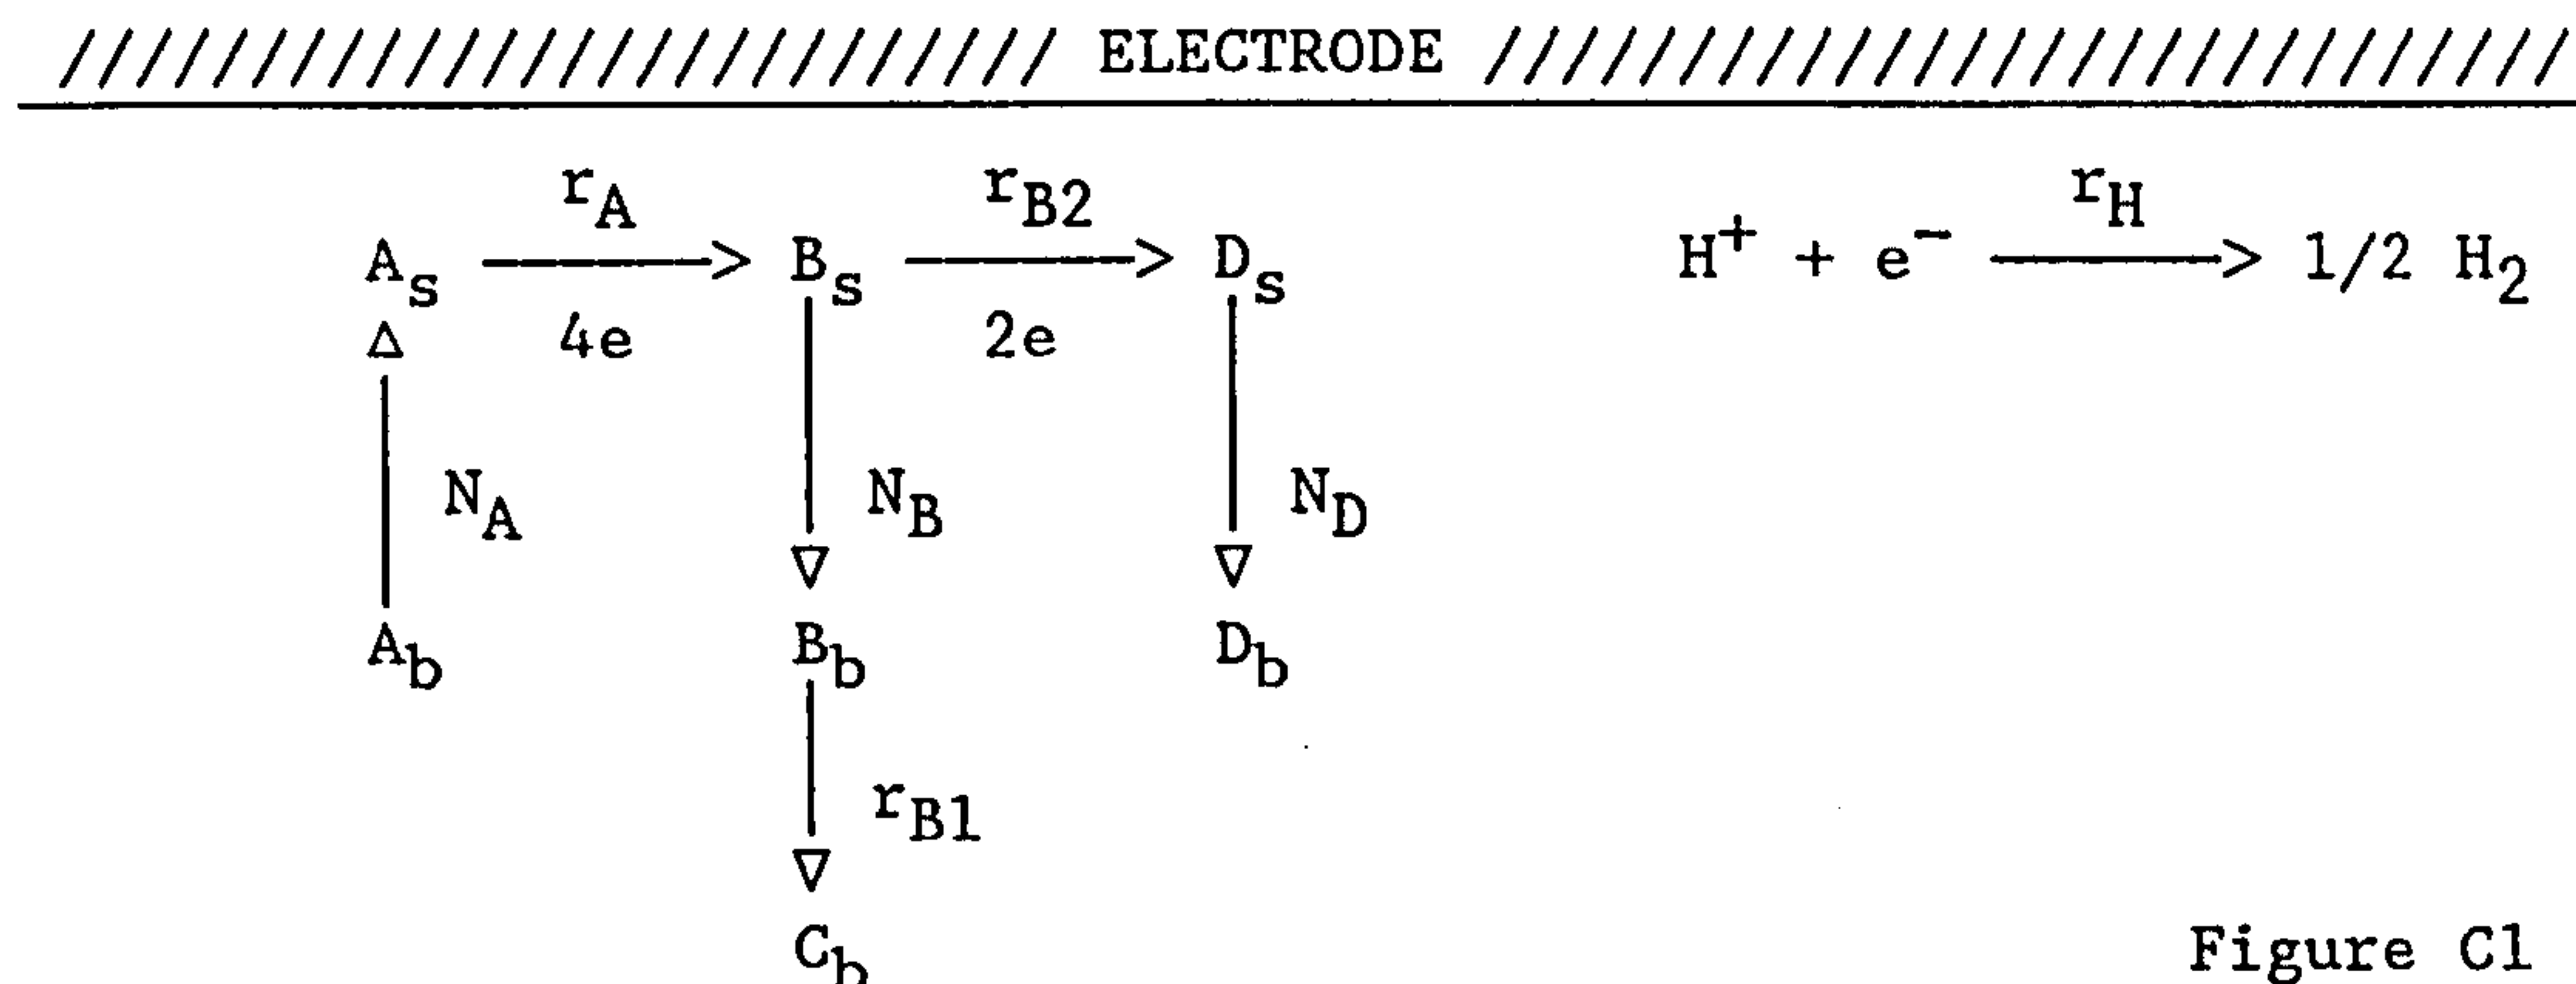 //////////////////////////// ELECTRODE ////////////////////////////
r_A r_B2 r_H
A_s ——> B_s ——> D_s H⁺ + e⁻ ——> 1/2 H₂
4e 2e
N_A N_B N_D
A_b B_b D_b
r_B1
C_b
Figure C1